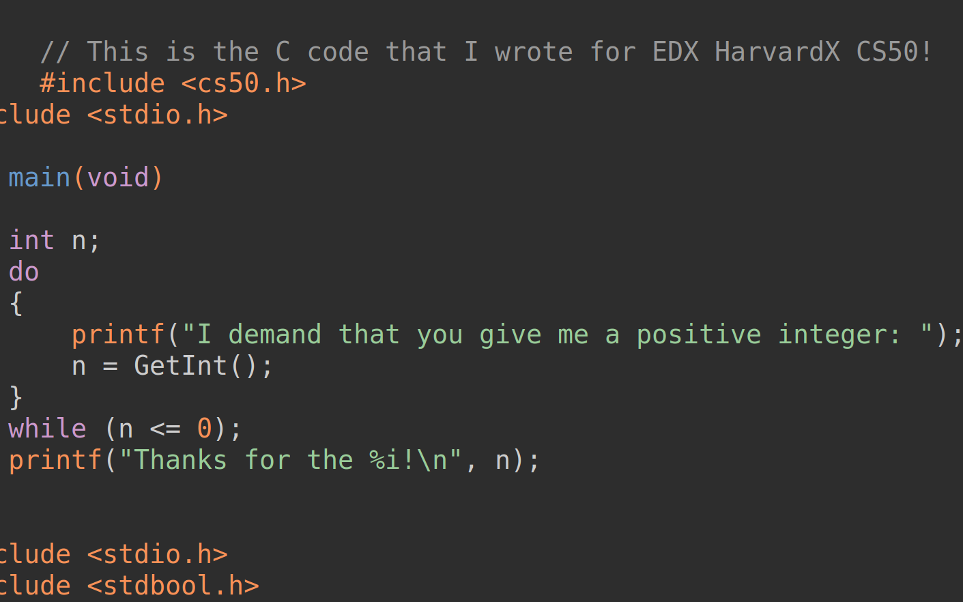 // This is the C code that I wrote for EDX HarvardX CS50!
#include <cs50.h>
clude <stdio.h>
main(void)
int n;
do
{
printf("I demand that you give me a positive integer: ");
n = GetInt();
}
while (n <= 0);
printf("Thanks for the %i!\n", n);
clude <stdio.h>
clude <stdbool.h>